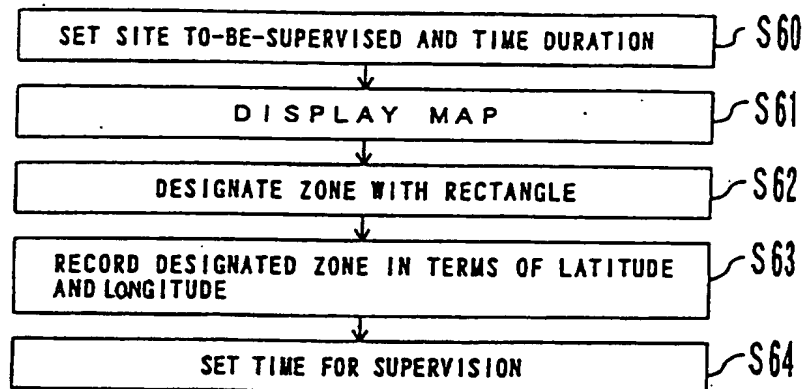 SET SITE TO-BE-SUPERVISED AND TIME DURATION S60
DISPLAY MAP S61
DESIGNATE ZONE WITH RECTANGLE S62
RECORD DESIGNATED ZONE IN TERMS OF LATITUDE AND LONGITUDE S63
SET TIME FOR SUPERVISION S64